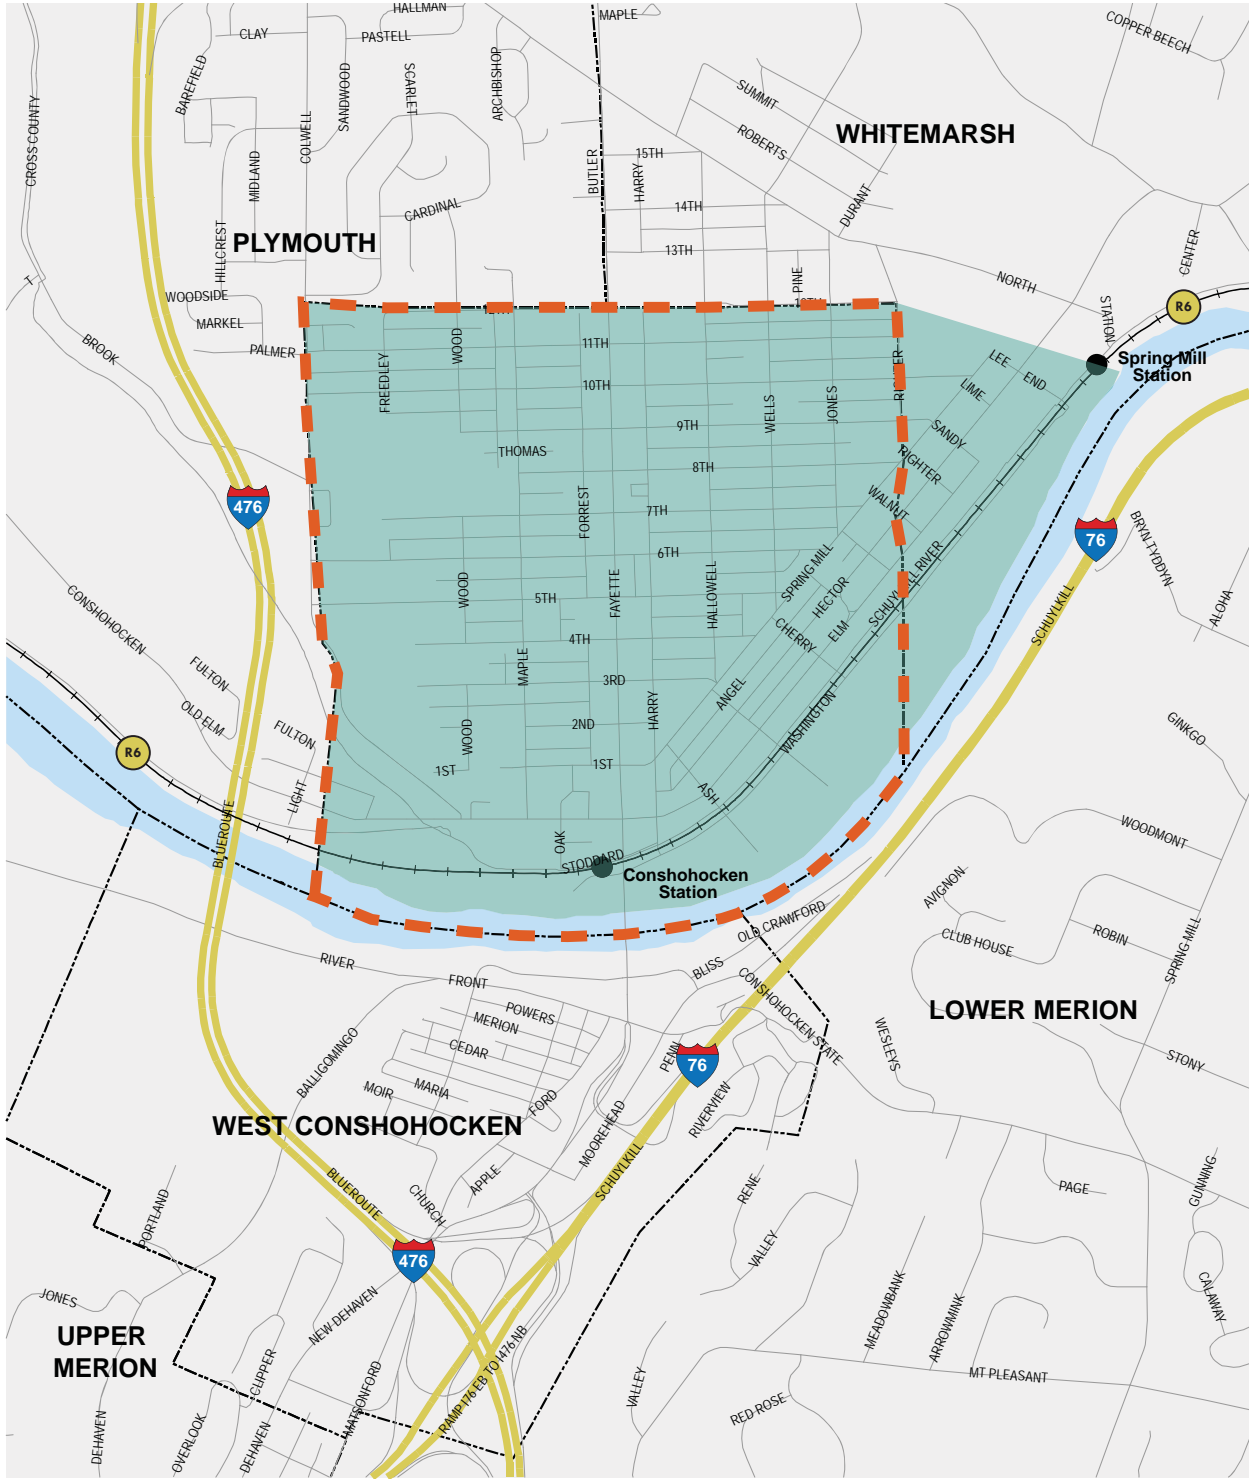 HALLMAN
MAPLE
COPPER BEECH
CLAY
PASTELL
BAREFIELD
SANDWOOD
SCARLET
ARCHBISHOP
SUMMIT
CROSS COUNTY
COLWELL
WHITEMARSH
ROBERTS
15TH
MIDLAND
BUTLER
HARRY
DURANT
CARDINAL
14TH
HILLCREST
PLYMOUTH
13TH
CENTER
PINE
NORTH
WOODSIDE
STATION
R6
MARKEL
BROOK
PALMER
WOOD
11TH
RIGHTER
LEE
END
Spring Mill
Station
FREEDLEY
10TH
WELLS
JONES
LIME
9TH
SANDY
THOMAS
8TH
RIGHTER
476
FORREST
7TH
WALNUT
76
BRYN TYDDYN
6TH
SPRING MILL
SCHUYLKILL RIVER
CONSHOHOCKEN
WOOD
5TH
FAYETTE
HALLOWELL
HECTOR
SCHUYLKILL
ALOHA
4TH
CHERRY
ELM
FULTON
MAPLE
3RD
ANGEL
OLD ELM
FULTON
WOOD
2ND
HARRY
WASHINGTON
GINKGO
R6
1ST
1ST
LIGHT
ASH
BLUEROUTE
OAK
STODDARD
WOODMONT
Conshohocken
Station
AVIGNON
OLD CRAWFORD
CLUB HOUSE
ROBIN
SPRING MILL
RIVER
FRONT
BLISS
CONSHOHOCKEN STATE
LOWER MERION
POWERS
MERION
WESLEYS
CEDAR
PENN
76
STONY
BALLIGOMINGO
MOIR
MARIA
FORD
RIVERVIEW
WEST CONSHOHOCKEN
MOOREHEAD
SCHUYLKILL
APPLE
RENE
PAGE
GUNNING
BLUEROUTE
CHURCH
PORTLAND
VALLEY
476
JONES
NEW DEHAVEN
MEADOWBANK
ARROWMINK
CALAWAY
UPPER
MERION
CLIPPER
RAMP I76 EB TO I476 NB
MT PLEASANT
MATSONFORD
VALLEY
RED ROSE
DEHAVEN
OVERLOOK
DEHAVEN